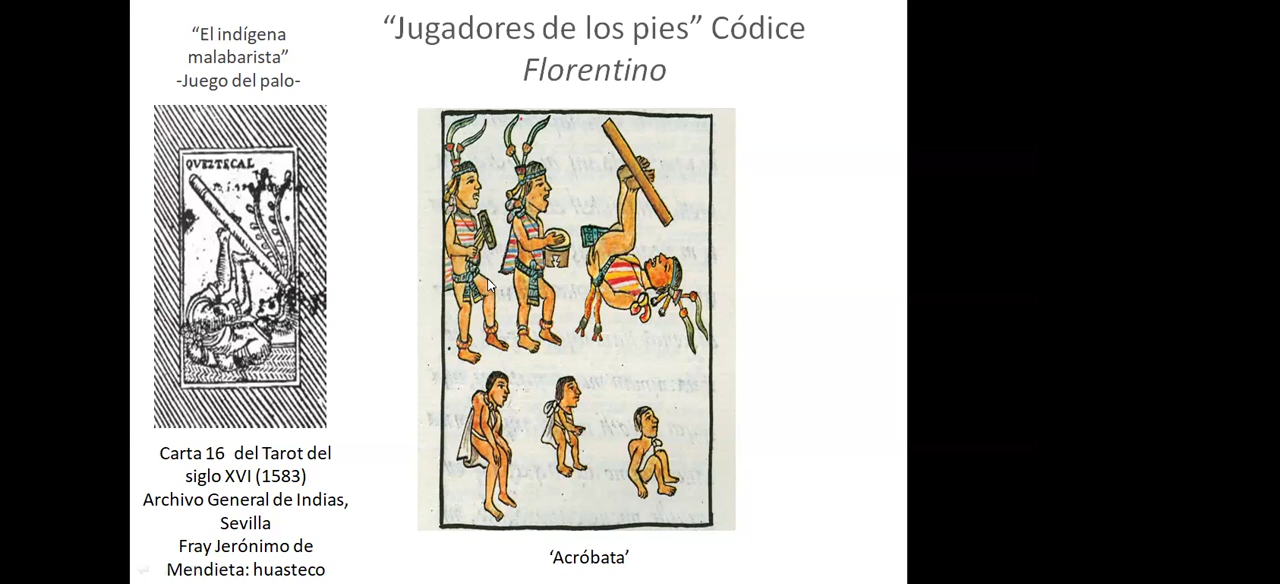 “El indígena
malabarista”
-Juego del palo-
“Jugadores de los pies” Códice
Florentino
QVEZTECAL
Carta 16 del Tarot del
siglo XVI (1583)
Archivo General de Indias,
Sevilla
Fray Jerónimo de
Mendieta: huasteco
‘Acróbata’